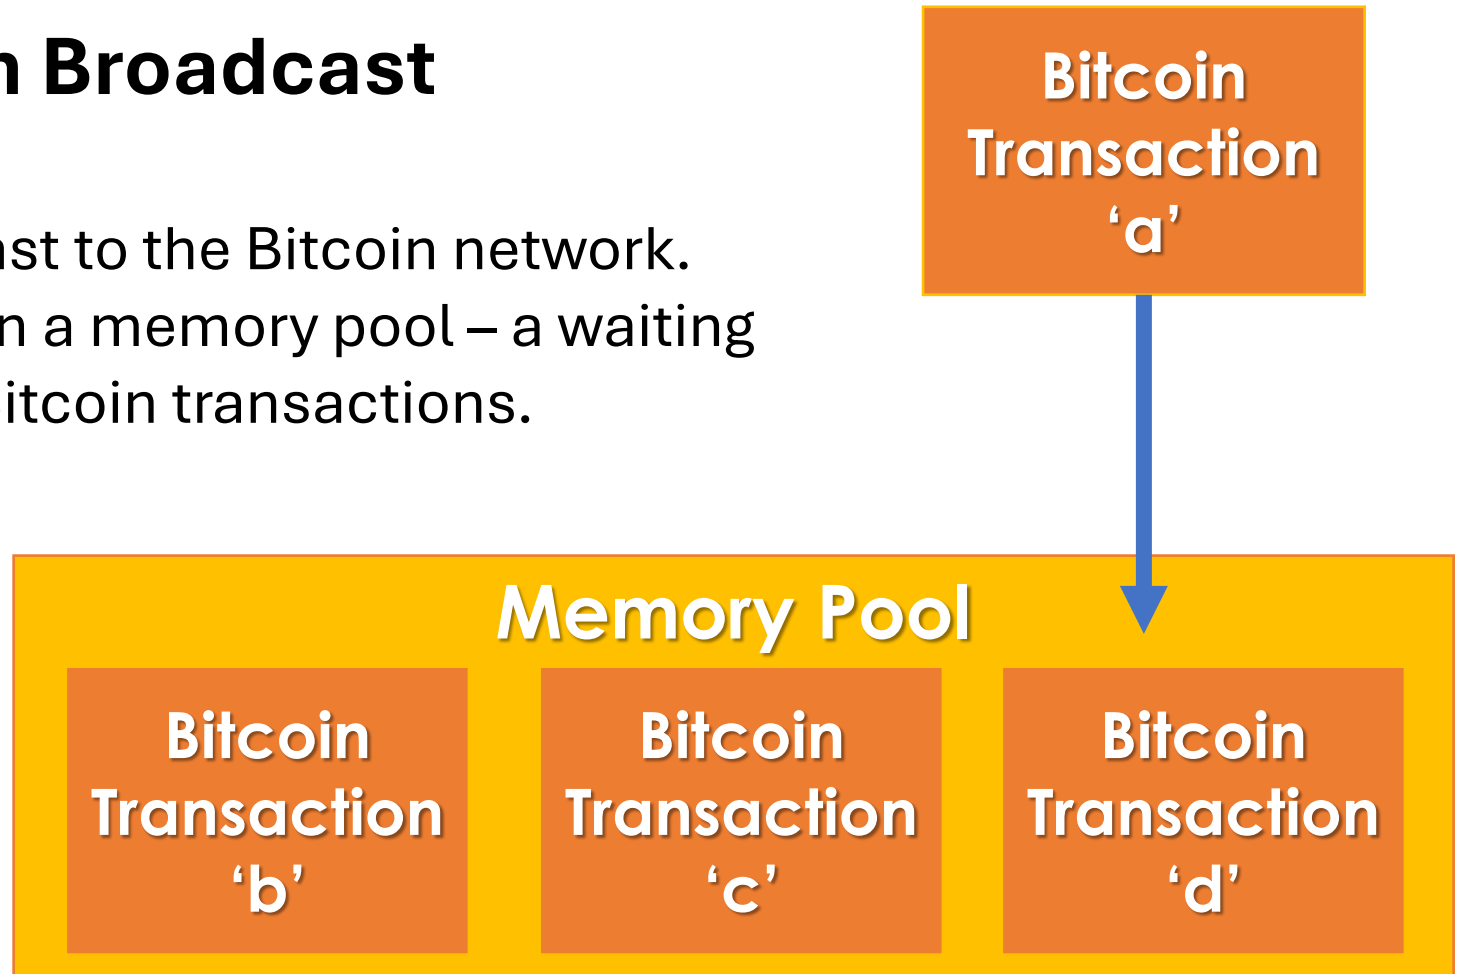 n Broadcast
ast to the Bitcoin network.
n a memory pool – a waiting
itcoin transactions.
Bitcoin
Transaction
‘a’
Memory Pool
Bitcoin
Transaction
‘b’
Bitcoin
Transaction
‘c’
Bitcoin
Transaction
‘d’